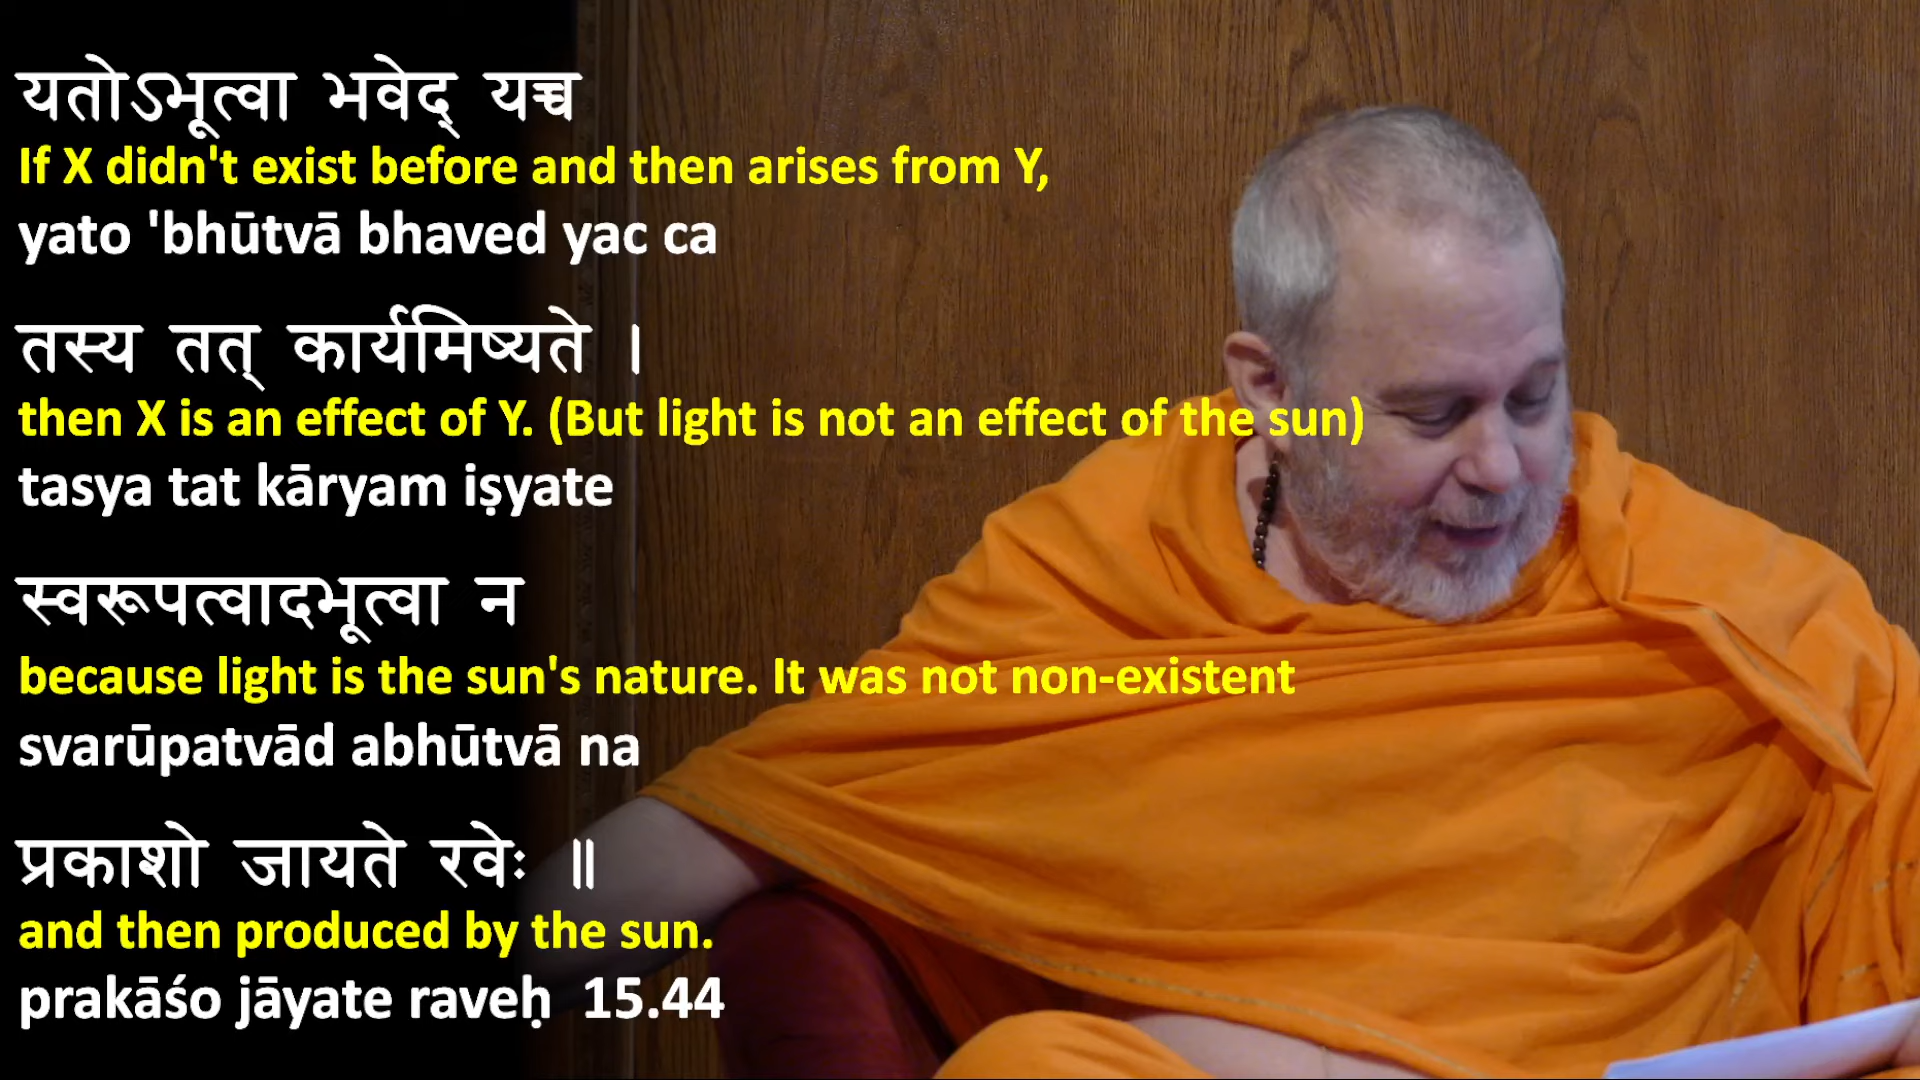 यतोऽभूत्वा भवेद् यच्च
If X didn't exist before and then arises from Y,
yato 'bhūtvā bhaved yac ca
तस्य तत् कार्यमिष्यते ।
then X is an effect of Y. (But light is not an effect of the sun)
tasya tat kāryam iṣyate
स्वरूपत्वादभूत्वा न
because light is the sun's nature. It was not non-existent
svarūpatvād abhūtvā na
प्रकाशो जायते रवेः ॥
and then produced by the sun.
prakāśo jāyate raveḥ 15.44